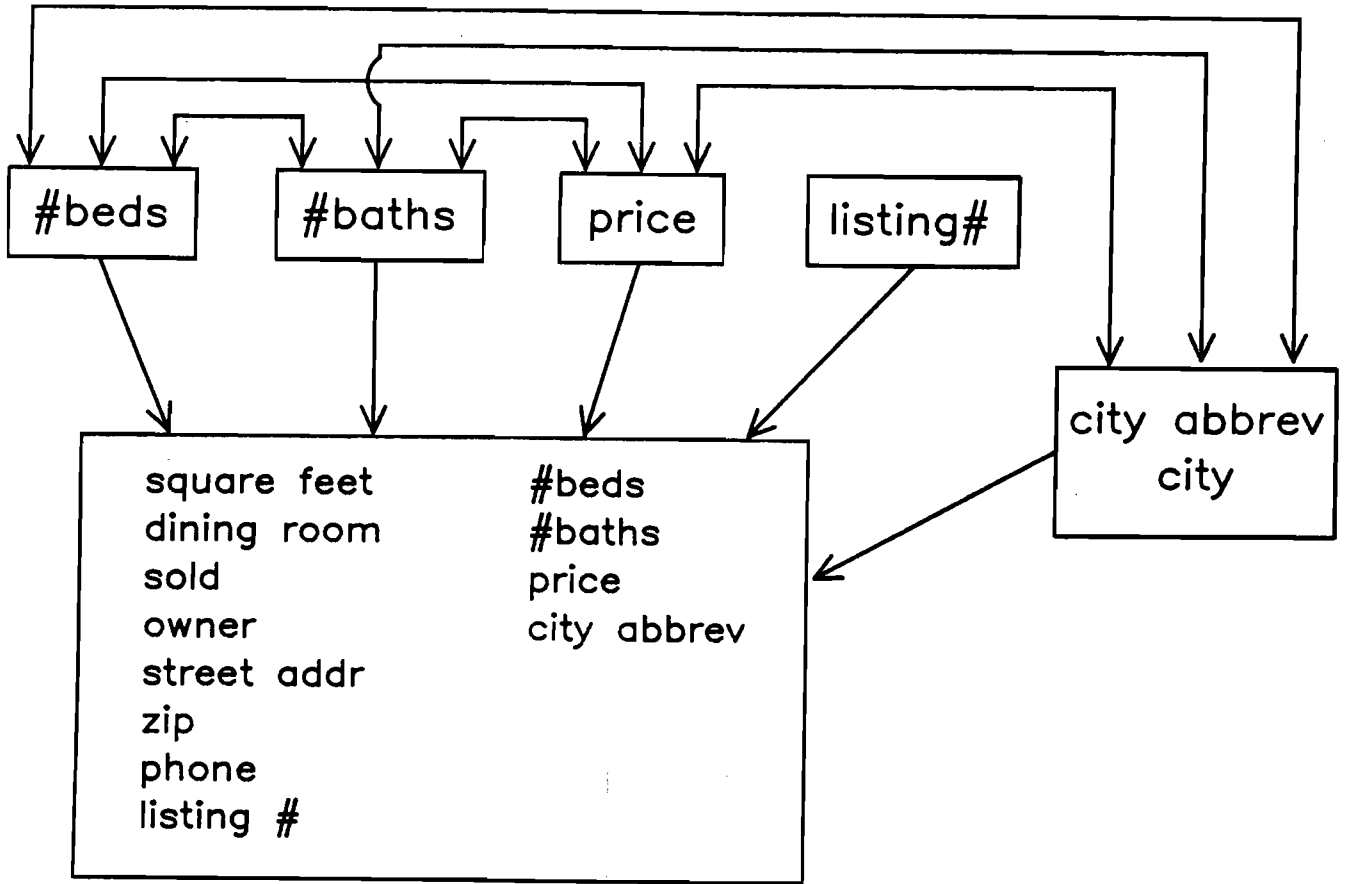 #beds
#baths
price
listing#
city abbrev
city
square feet
dining room
sold
owner
street addr
zip
phone
listing #
#beds
#baths
price
city abbrev